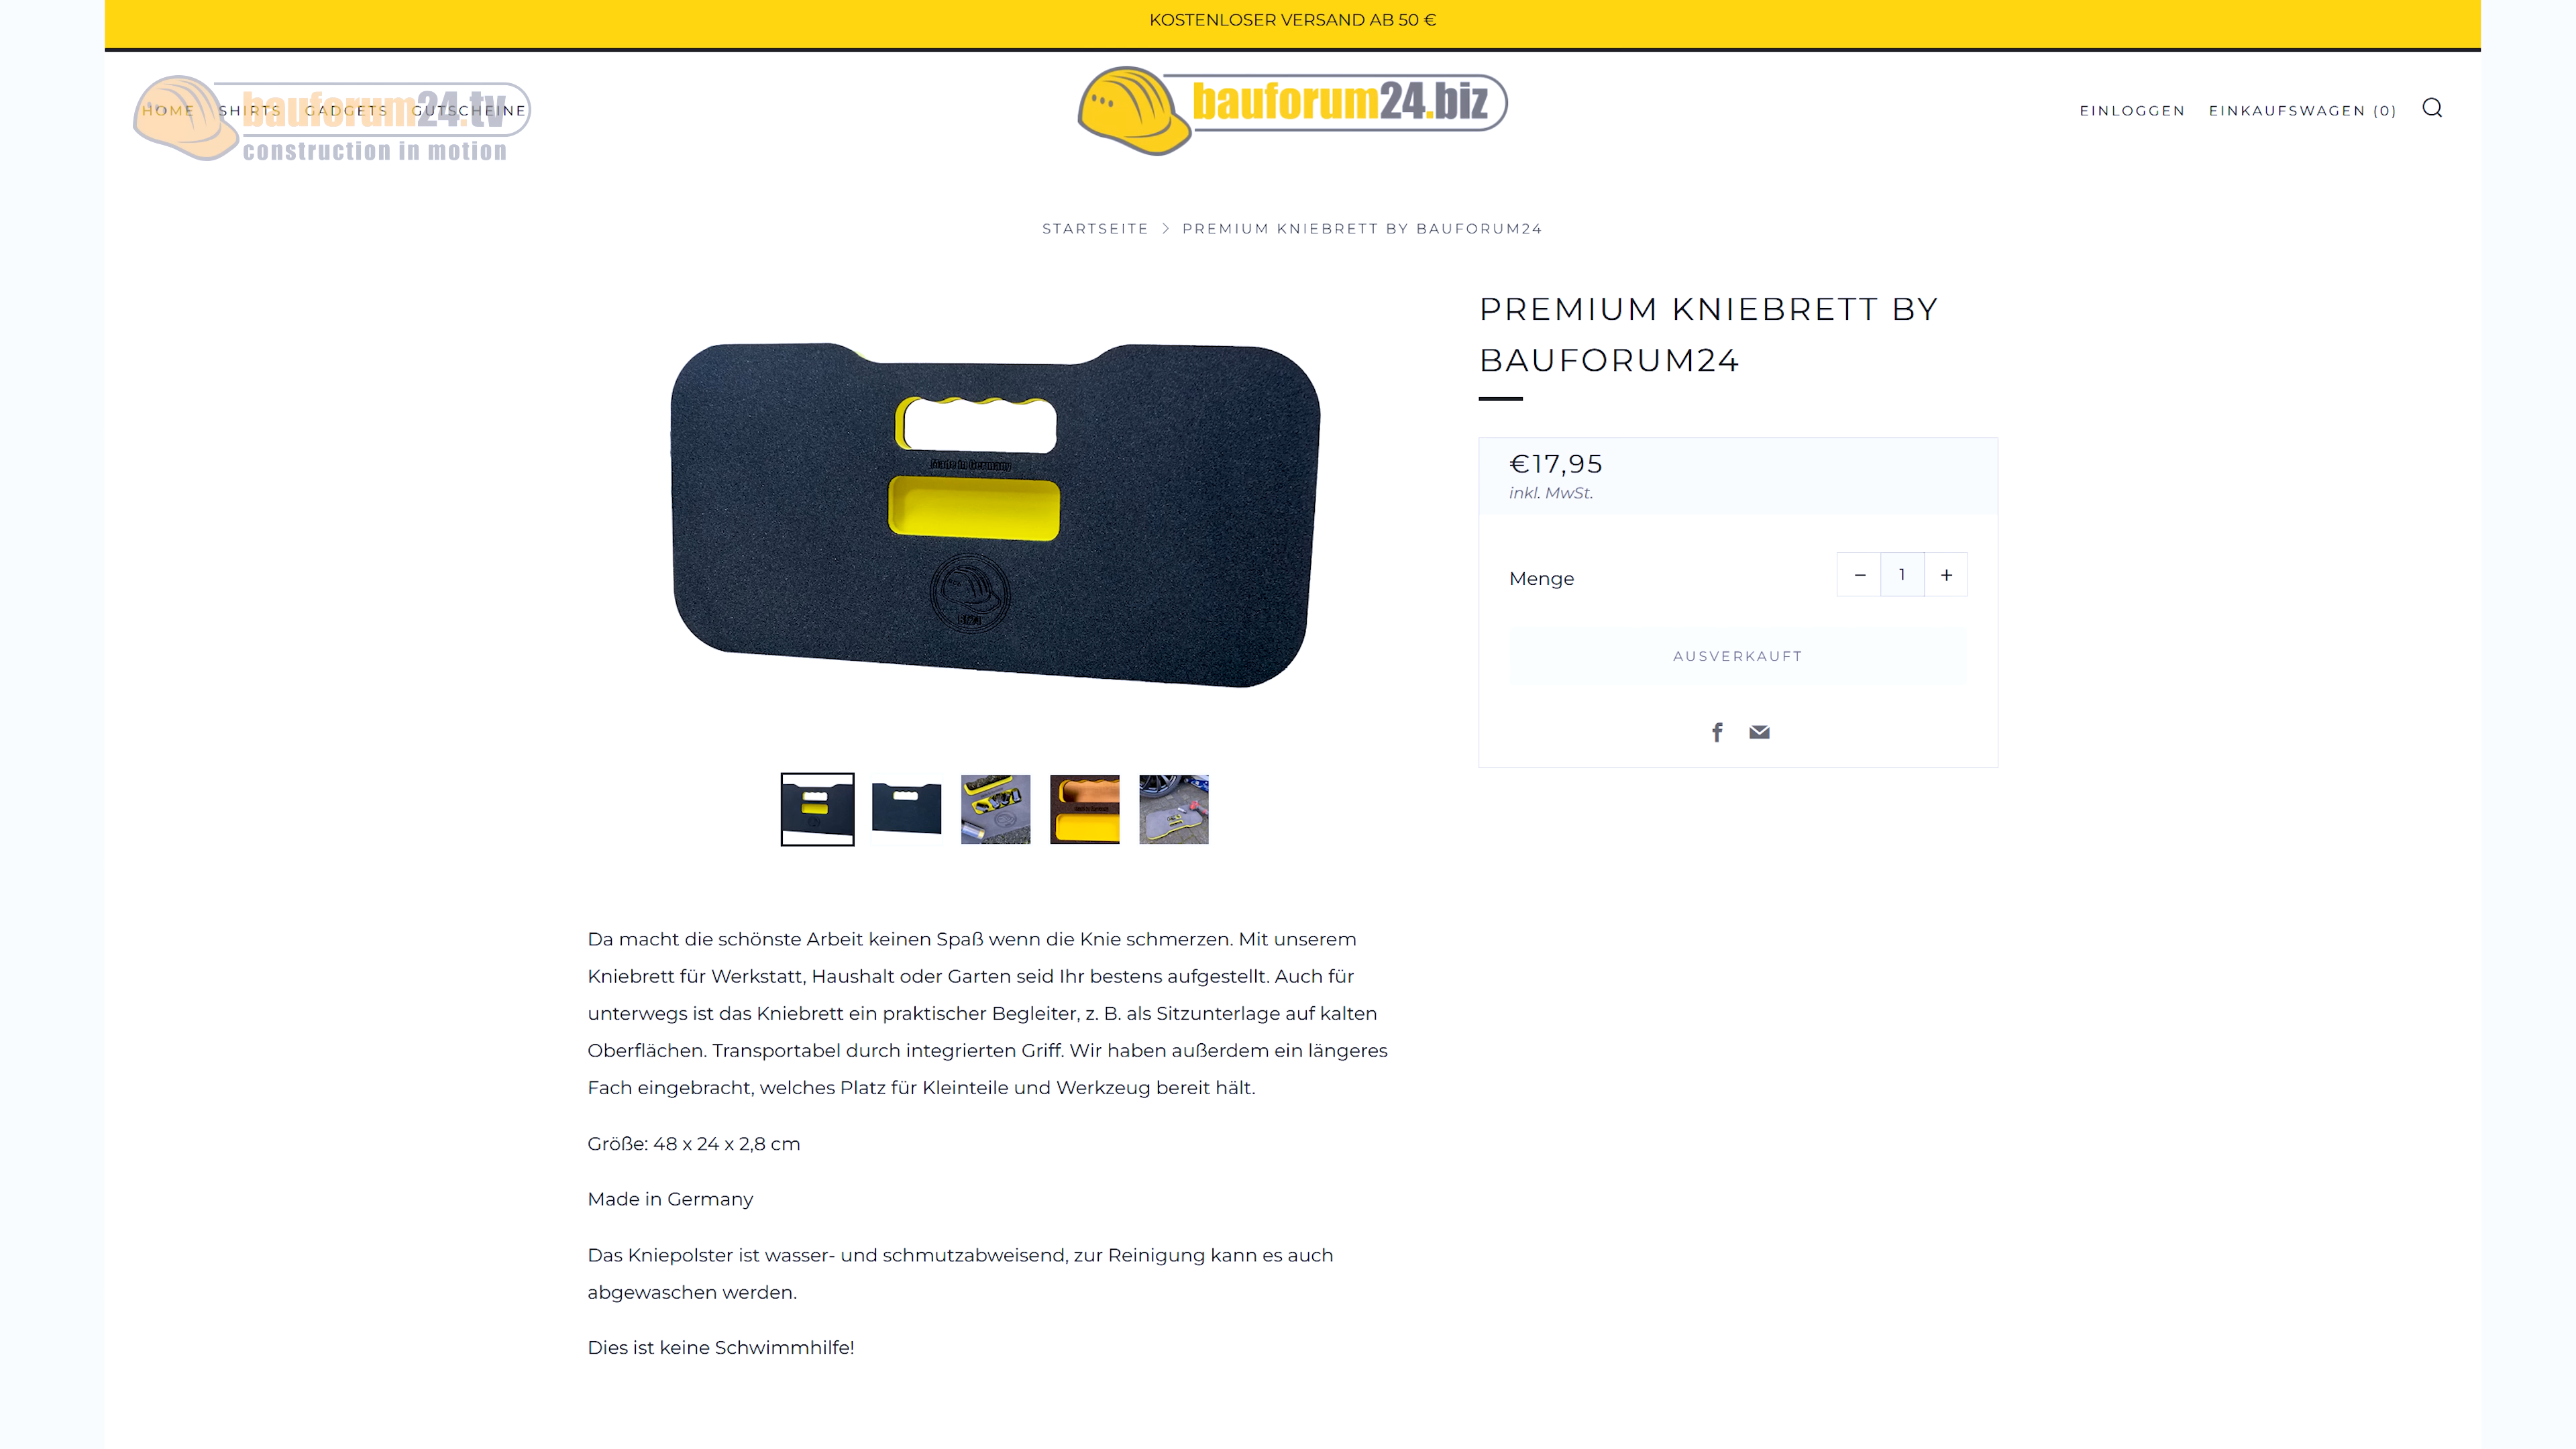 KOSTENLOSER VERSAND AB 50 €
HOME SHIRTS GADGETS GUTSCHEINE
bauforum24.tv
construction in motion
bauforum24.biz
EINLOGGEN EINKAUFSWAGEN (0)
STARTSEITE > PREMIUM KNIEBRETT BY BAUFORUM24
PREMIUM KNIEBRETT BY
BAUFORUM24
€17,95
inkl. MwSt.
Made in Germany
Menge
− 1 +
AUSVERKAUFT
Da macht die schönste Arbeit keinen Spaß wenn die Knie schmerzen. Mit unserem
Kniebrett für Werkstatt, Haushalt oder Garten seid Ihr bestens aufgestellt. Auch für
unterwegs ist das Kniebrett ein praktischer Begleiter, z. B. als Sitzunterlage auf kalten
Oberflächen. Transportabel durch integrierten Griff. Wir haben außerdem ein längeres
Fach eingebracht, welches Platz für Kleinteile und Werkzeug bereit hält.
Größe: 48 x 24 x 2,8 cm
Made in Germany
Das Kniepolster ist wasser- und schmutzabweisend, zur Reinigung kann es auch
abgewaschen werden.
Dies ist keine Schwimmhilfe!